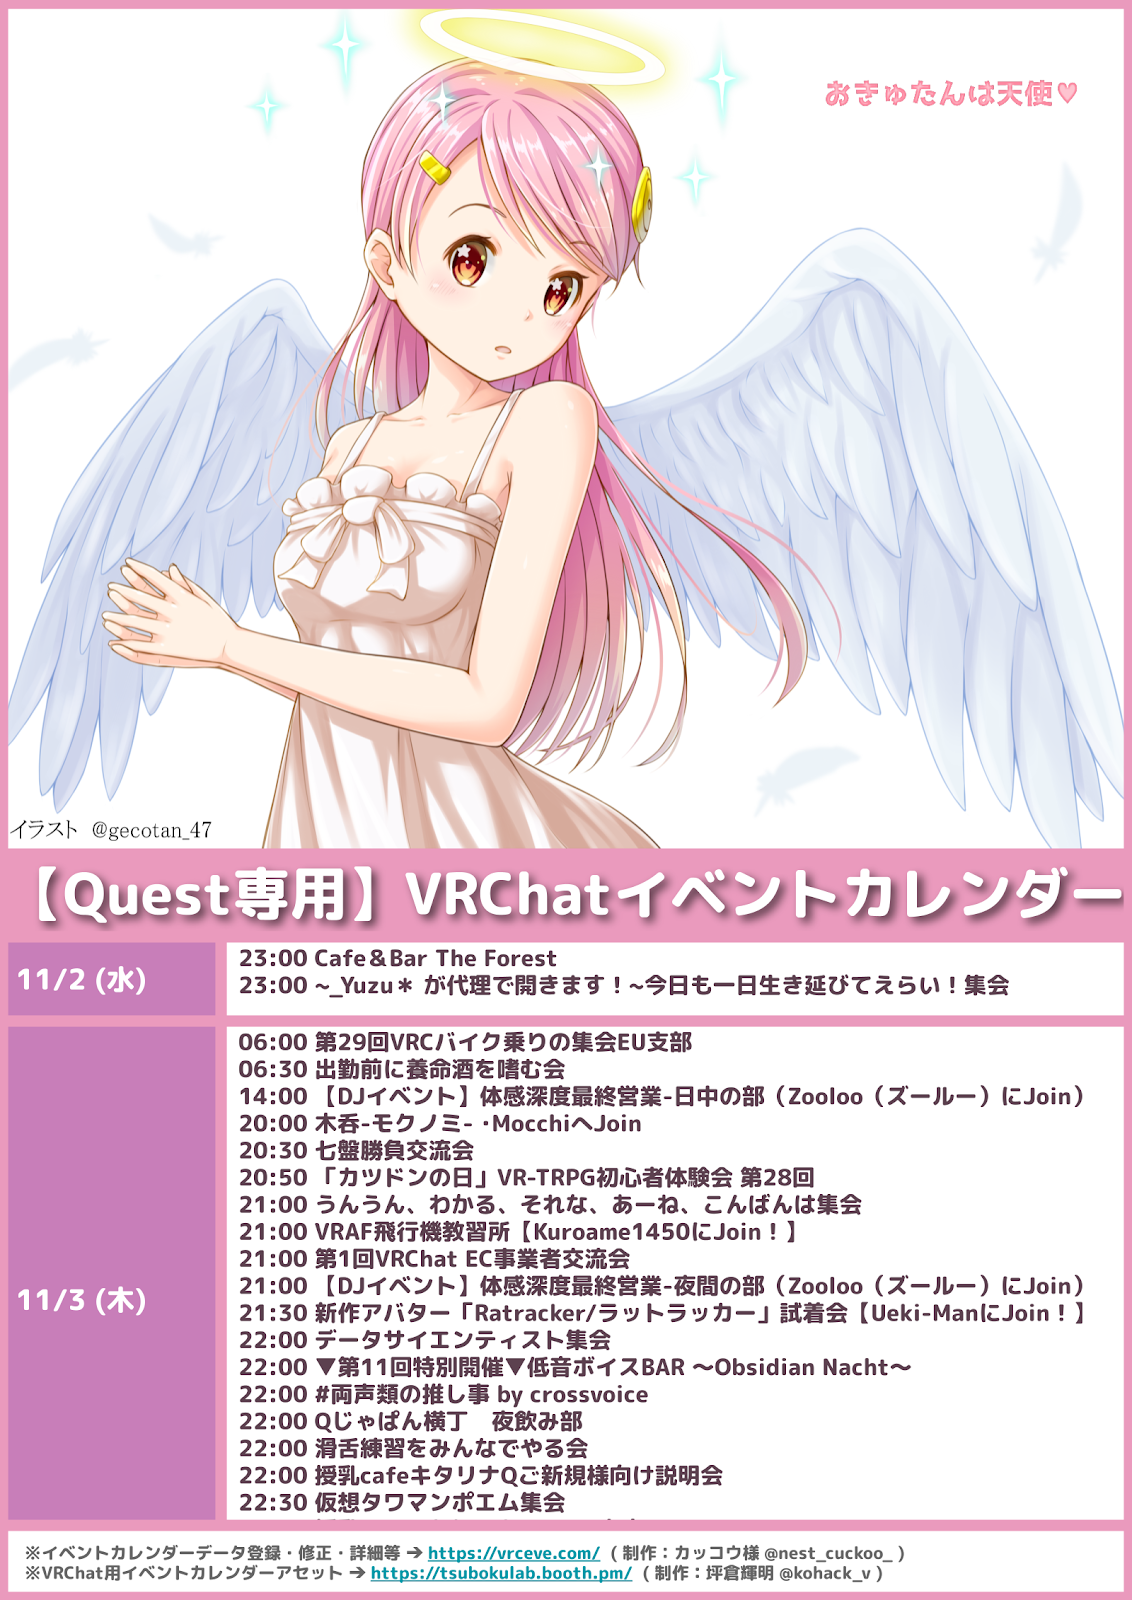 おきゅたんは天使♥
イラスト @gecotan_47
【Quest専用】VRChatイベントカレンダー
11/2 (水)
23:00 Cafe&Bar The Forest
23:00 ~_Yuzu＊ が代理で開きます！~今日も一日生き延びてえらい！集会
11/3 (木)
06:00 第29回VRCバイク乗りの集会EU支部
06:30 出勤前に養命酒を嗜む会
14:00 【DJイベント】体感深度最終営業-日中の部（Zooloo（ズールー）にJoin）
20:00 木呑-モクノミ- ･MocchiへJoin
20:30 七盤勝負交流会
20:50 「カツドンの日」VR-TRPG初心者体験会 第28回
21:00 うんうん、わかる、それな、あーね、こんばんは集会
21:00 VRAF飛行機教習所【Kuroame1450にJoin！】
21:00 第1回VRChat EC事業者交流会
21:00 【DJイベント】体感深度最終営業-夜間の部（Zooloo（ズールー）にJoin）
21:30 新作アバター「Ratracker/ラットラッカー」試着会【Ueki-ManにJoin！】
22:00 データサイエンティスト集会
22:00 ▼第11回特別開催▼低音ボイスBAR ～Obsidian Nacht～
22:00 #両声類の推し事 by crossvoice
22:00 Qじゃぱん横丁　夜飲み部
22:00 滑舌練習をみんなでやる会
22:00 授乳cafeキタリナQご新規様向け説明会
22:30 仮想タワマンポエム集会
※イベントカレンダーデータ登録・修正・詳細等 ➔ https://vrceve.com/ ( 制作：カッコウ様 @nest_cuckoo_ )
※VRChat用イベントカレンダーアセット ➔ https://tsubokulab.booth.pm/ ( 制作：坪倉輝明 @kohack_v )